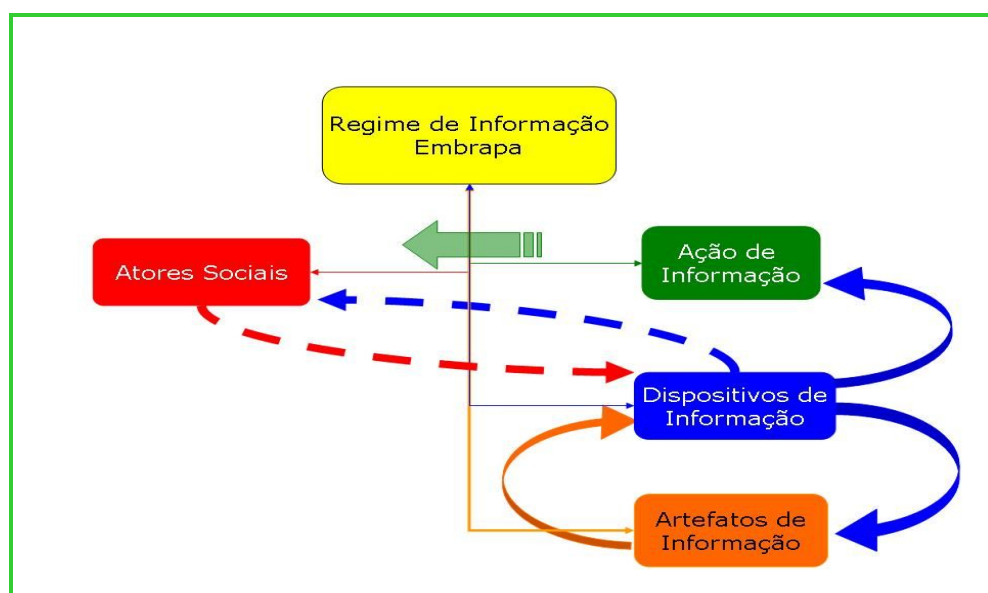 Regime de Informação
Embrapa
Atores Sociais
Ação de
Informação
Dispositivos de
Informação
Artefatos de
Informação